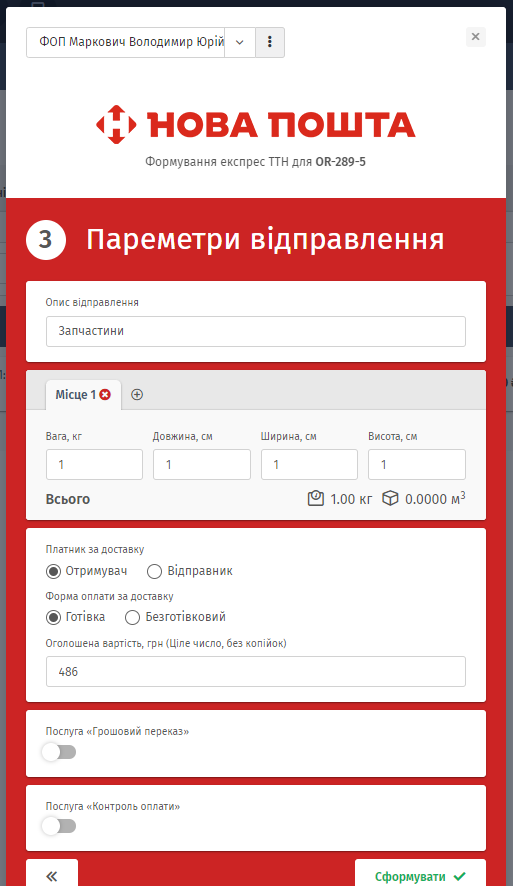 ФОП Маркович Володимир Юрій
НОВА ПОШТА
Формування експрес ТТН для OR-289-5
3 Пареметри відправлення
Опис відправлення
Запчастини
Місце 1
Вага, кг Довжина, см Ширина, см Висота, см
1 1 1 1
Всього 1.00 кг 0.0000 м³
Платник за доставку
Отримувач Відправник
Форма оплати за доставку
Готівка Безготівковий
Оголошена вартість, грн (Ціле число, без копійок)
486
Послуга «Грошовий переказ»
Послуга «Контроль оплати»
Сформувати